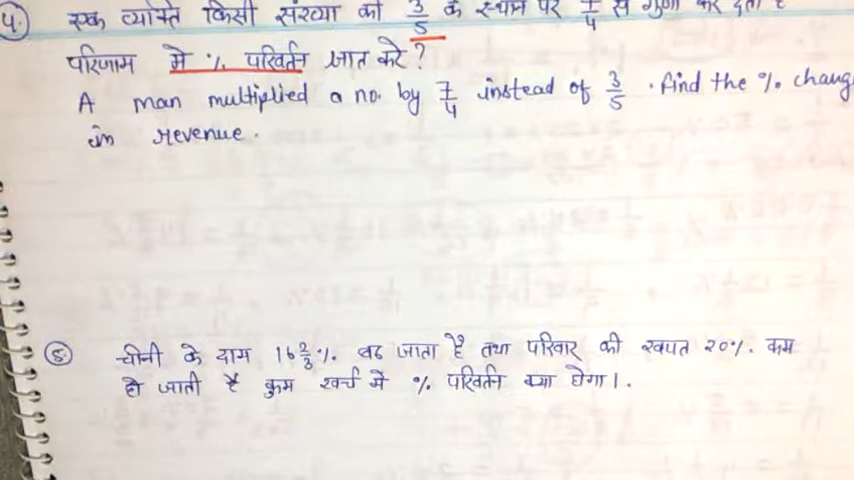 4. एक व्यक्ति किसी संख्या को 3/5 के स्थान पर 7/4 से गुणा कर देता है
परिणाम मे % परिवर्तन ज्ञात करे?
A man multiplied a no. by 7/4 instead of 3/5 . find the % chang
in revenue.
5. चीनी के दाम 16 2/3 % बढ जाता है तथा परिवार की खपत 20% कम
हो जाती है कुल खर्च मे % परिवर्तन क्या होगा।.